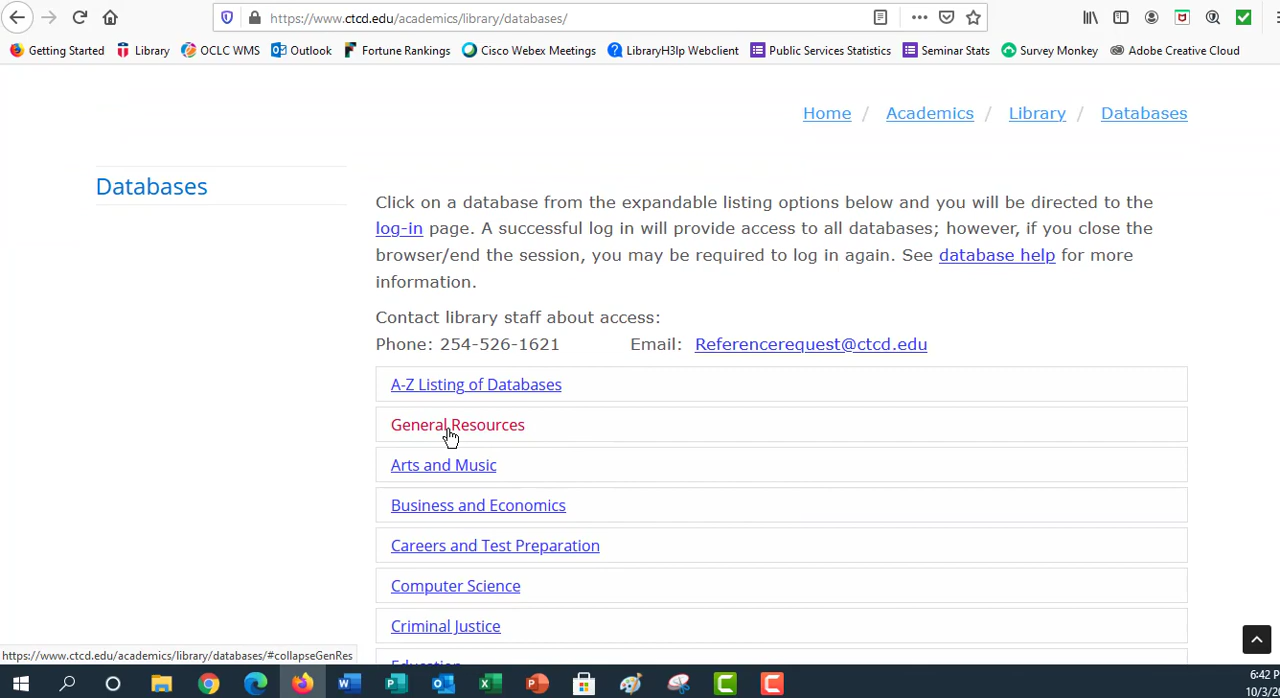 https://www.ctcd.edu/academics/library/databases/
Getting Started
Library
OCLC WMS
Outlook
Fortune Rankings
Cisco Webex Meetings
LibraryH3lp Webclient
Public Services Statistics
Seminar Stats
Survey Monkey
Adobe Creative Cloud
Home / Academics / Library / Databases
Databases
Click on a database from the expandable listing options below and you will be directed to the
log-in page. A successful log in will provide access to all databases; however, if you close the
browser/end the session, you may be required to log in again. See database help for more
information.
Contact library staff about access:
Phone: 254-526-1621 Email: Referencerequest@ctcd.edu
A-Z Listing of Databases
General Resources
Arts and Music
Business and Economics
Careers and Test Preparation
Computer Science
Criminal Justice
Education
https://www.ctcd.edu/academics/library/databases/#collapseGenRes
6:42 P
10/3/2